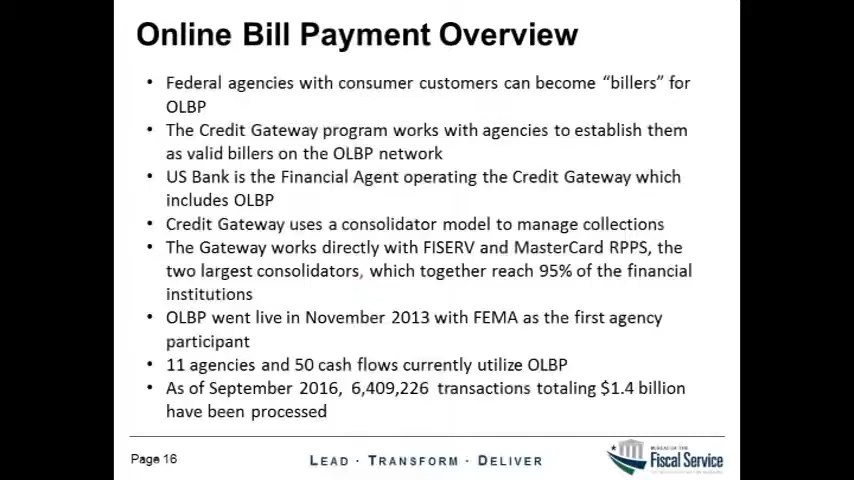 Online Bill Payment Overview
• Federal agencies with consumer customers can become “billers” for
OLBP
• The Credit Gateway program works with agencies to establish them
as valid billers on the OLBP network
• US Bank is the Financial Agent operating the Credit Gateway which
includes OLBP
• Credit Gateway uses a consolidator model to manage collections
• The Gateway works directly with FISERV and MasterCard RPPS, the
two largest consolidators, which together reach 95% of the financial
institutions
• OLBP went live in November 2013 with FEMA as the first agency
participant
• 11 agencies and 50 cash flows currently utilize OLBP
• As of September 2016, 6,409,226 transactions totaling $1.4 billion
have been processed
Page 16
LEAD · TRANSFORM · DELIVER
BUREAU OF THE
Fiscal Service